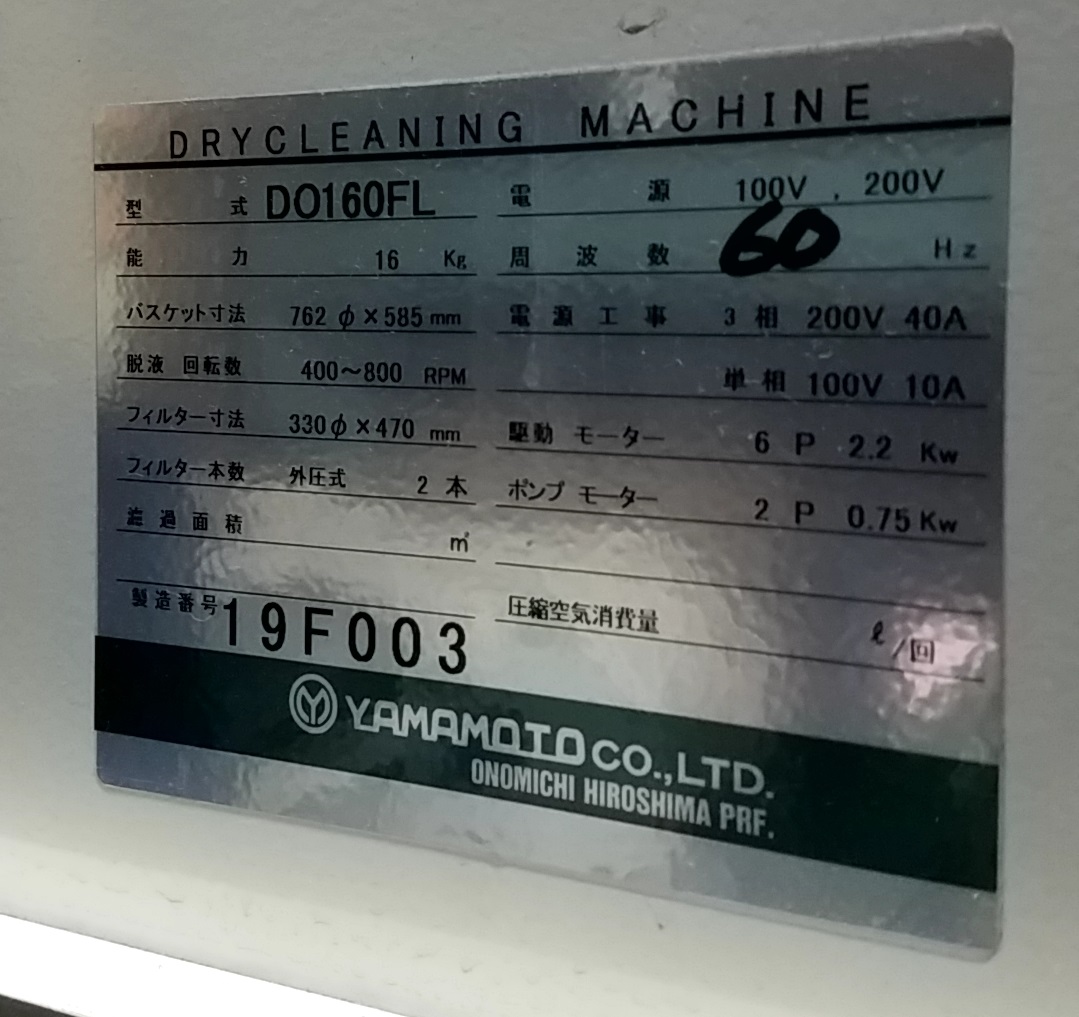 DRYCLEANING MACHINE
型式 DO160FL
能力 16 Kg
バスケット寸法 762 φ×585 mm
脱液 回転数 400~800 RPM
フィルター寸法 330φ×470 mm
フィルター本数 外圧式 2 本
濾過面積 ㎡
製造番号 19F003
電源 100V , 200V
周波数 60 Hz
電源工事 3 相 200V 40A
単相 100V 10A
駆動 モーター 6 P 2.2 Kw
ポンプ モーター 2 P 0.75 Kw
圧縮空気消費量 ℓ/回
YAMAMOTO CO.,LTD.
ONOMICHI HIROSHIMA PRF.